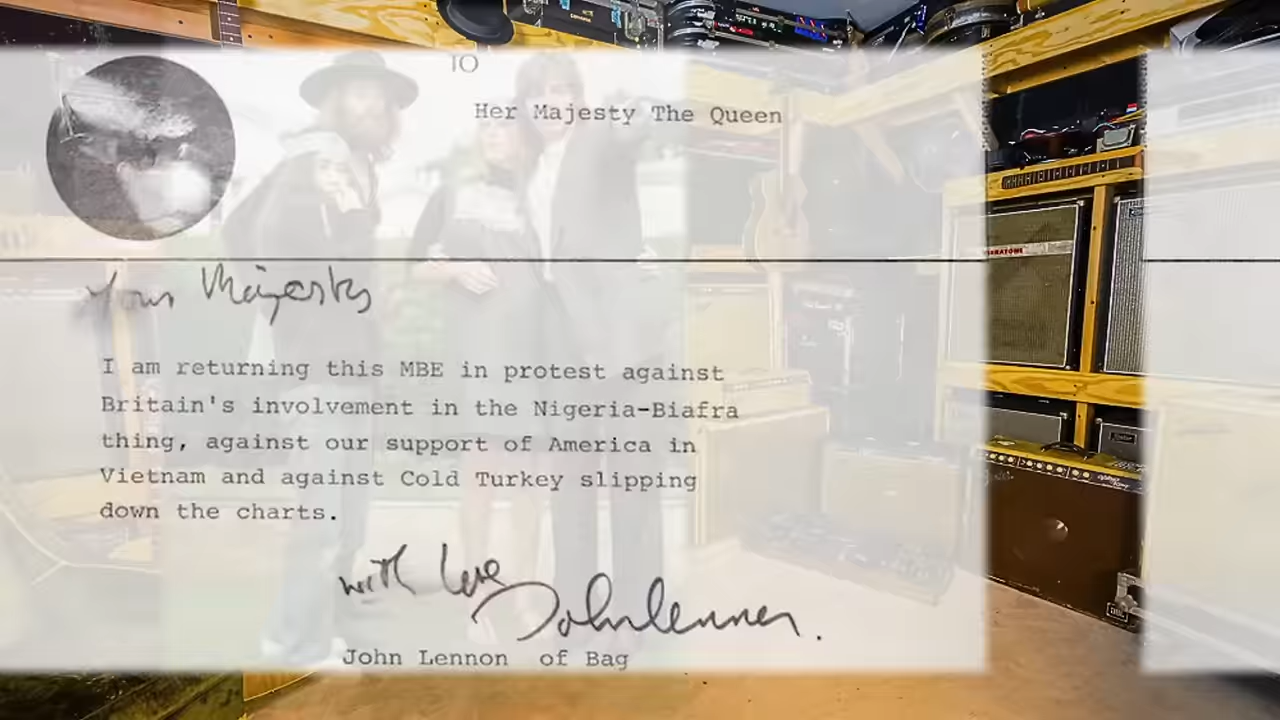 TO
Her Majesty The Queen
Your Majesty
I am returning this MBE in protest against
Britain's involvement in the Nigeria-Biafra
thing, against our support of America in
Vietnam and against Cold Turkey slipping
down the charts.
with love
John Lennon.
John Lennon of Bag